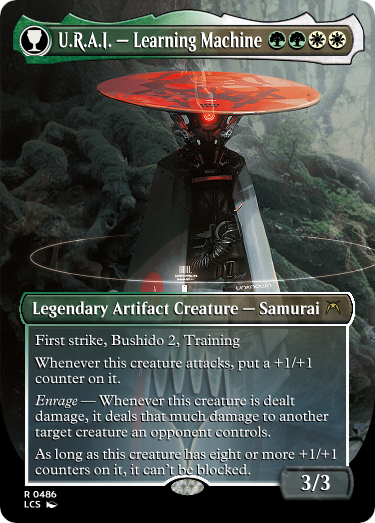 U.R.A.I. — Learning Machine
UNKNOWN
Legendary Artifact Creature — Samurai
First strike, Bushido 2, Training
Whenever this creature attacks, put a +1/+1
counter on it.
Enrage — Whenever this creature is dealt
damage, it deals that much damage to another
target creature an opponent controls.
As long as this creature has eight or more +1/+1
counters on it, it can't be blocked.
3/3
R 0486
LCS